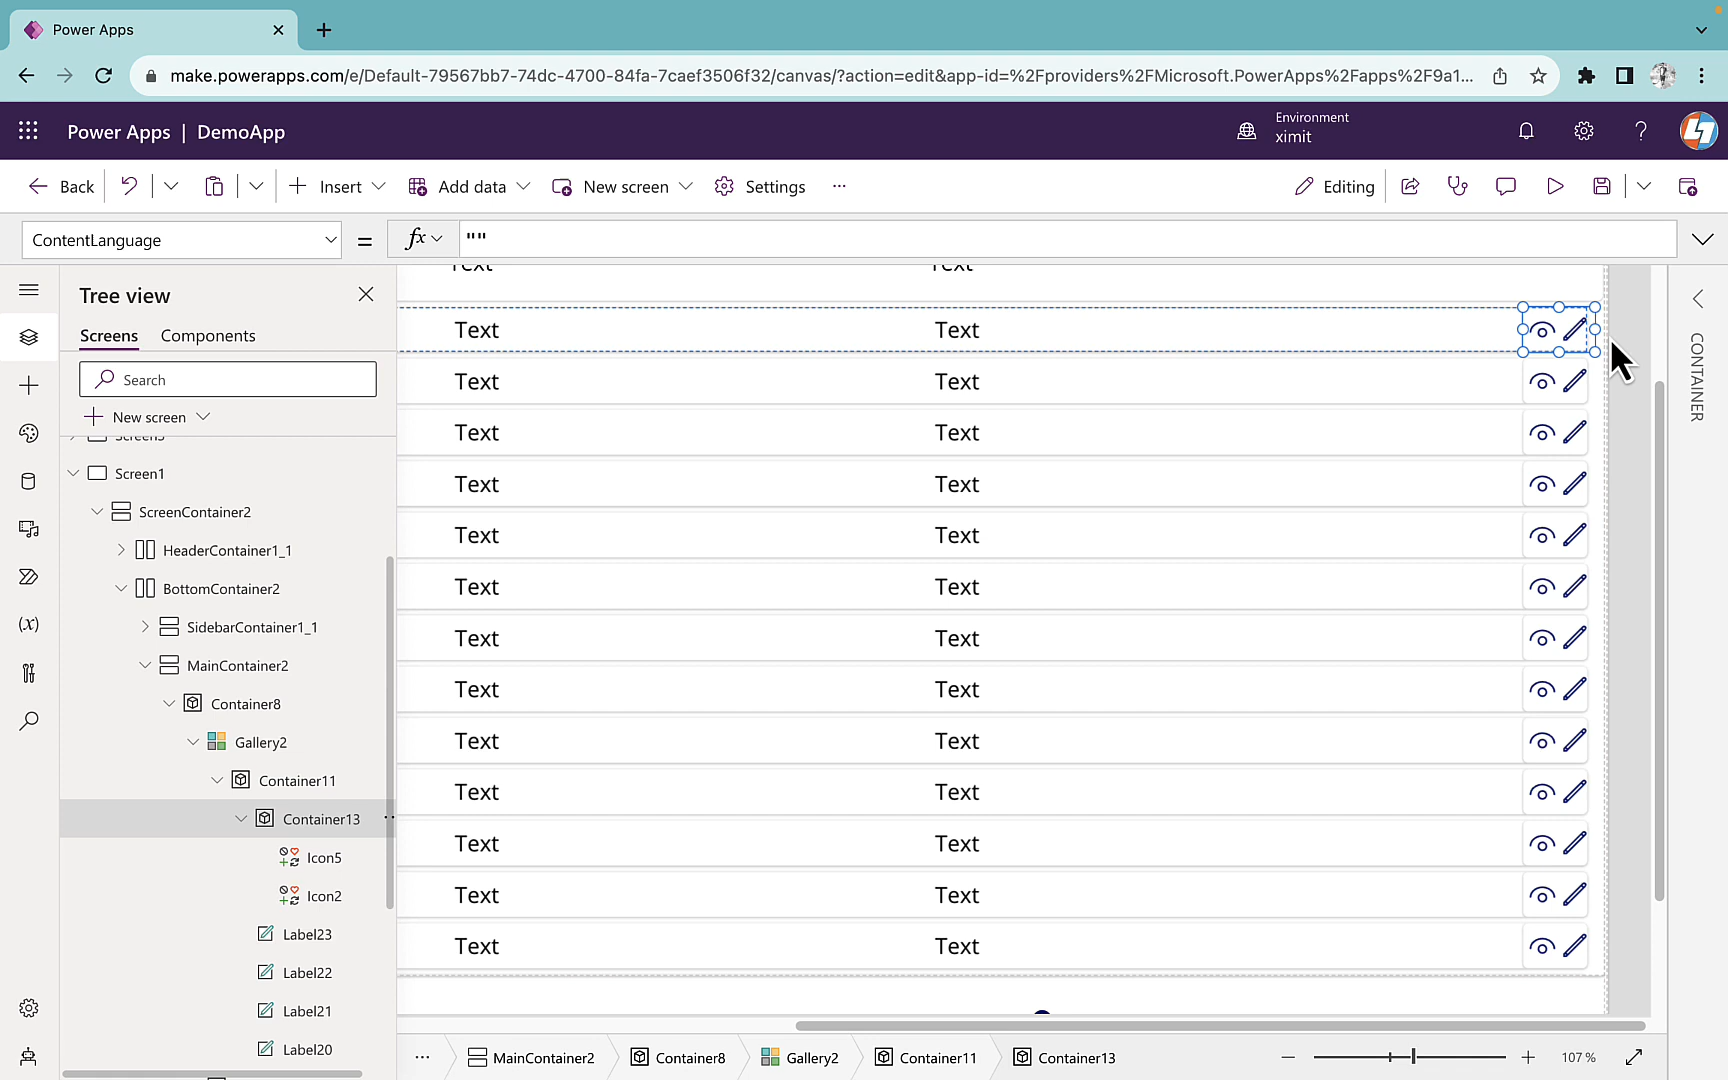 Power Apps
make.powerapps.com/e/Default-79567bb7-74dc-4700-84fa-7caef3506f32/canvas/?action=edit&app-id=%2Fproviders%2FMicrosoft.PowerApps%2Fapps%2F9a1...
Power Apps | DemoApp
Environment
ximit
Back
Insert
Add data
New screen
Settings
Editing
ContentLanguage
=
fx
""
Tree view
Screens
Components
Search
New screen
Screen3
Screen1
ScreenContainer2
HeaderContainer1_1
BottomContainer2
SidebarContainer1_1
MainContainer2
Container8
Gallery2
Container11
Container13
Icon5
Icon2
Label23
Label22
Label21
Label20
Text Text
Text Text
Text Text
Text Text
Text Text
Text Text
Text Text
Text Text
Text Text
Text Text
Text Text
Text Text
Text Text
Text Text
CONTAINER
MainContainer2
Container8
Gallery2
Container11
Container13
107 %